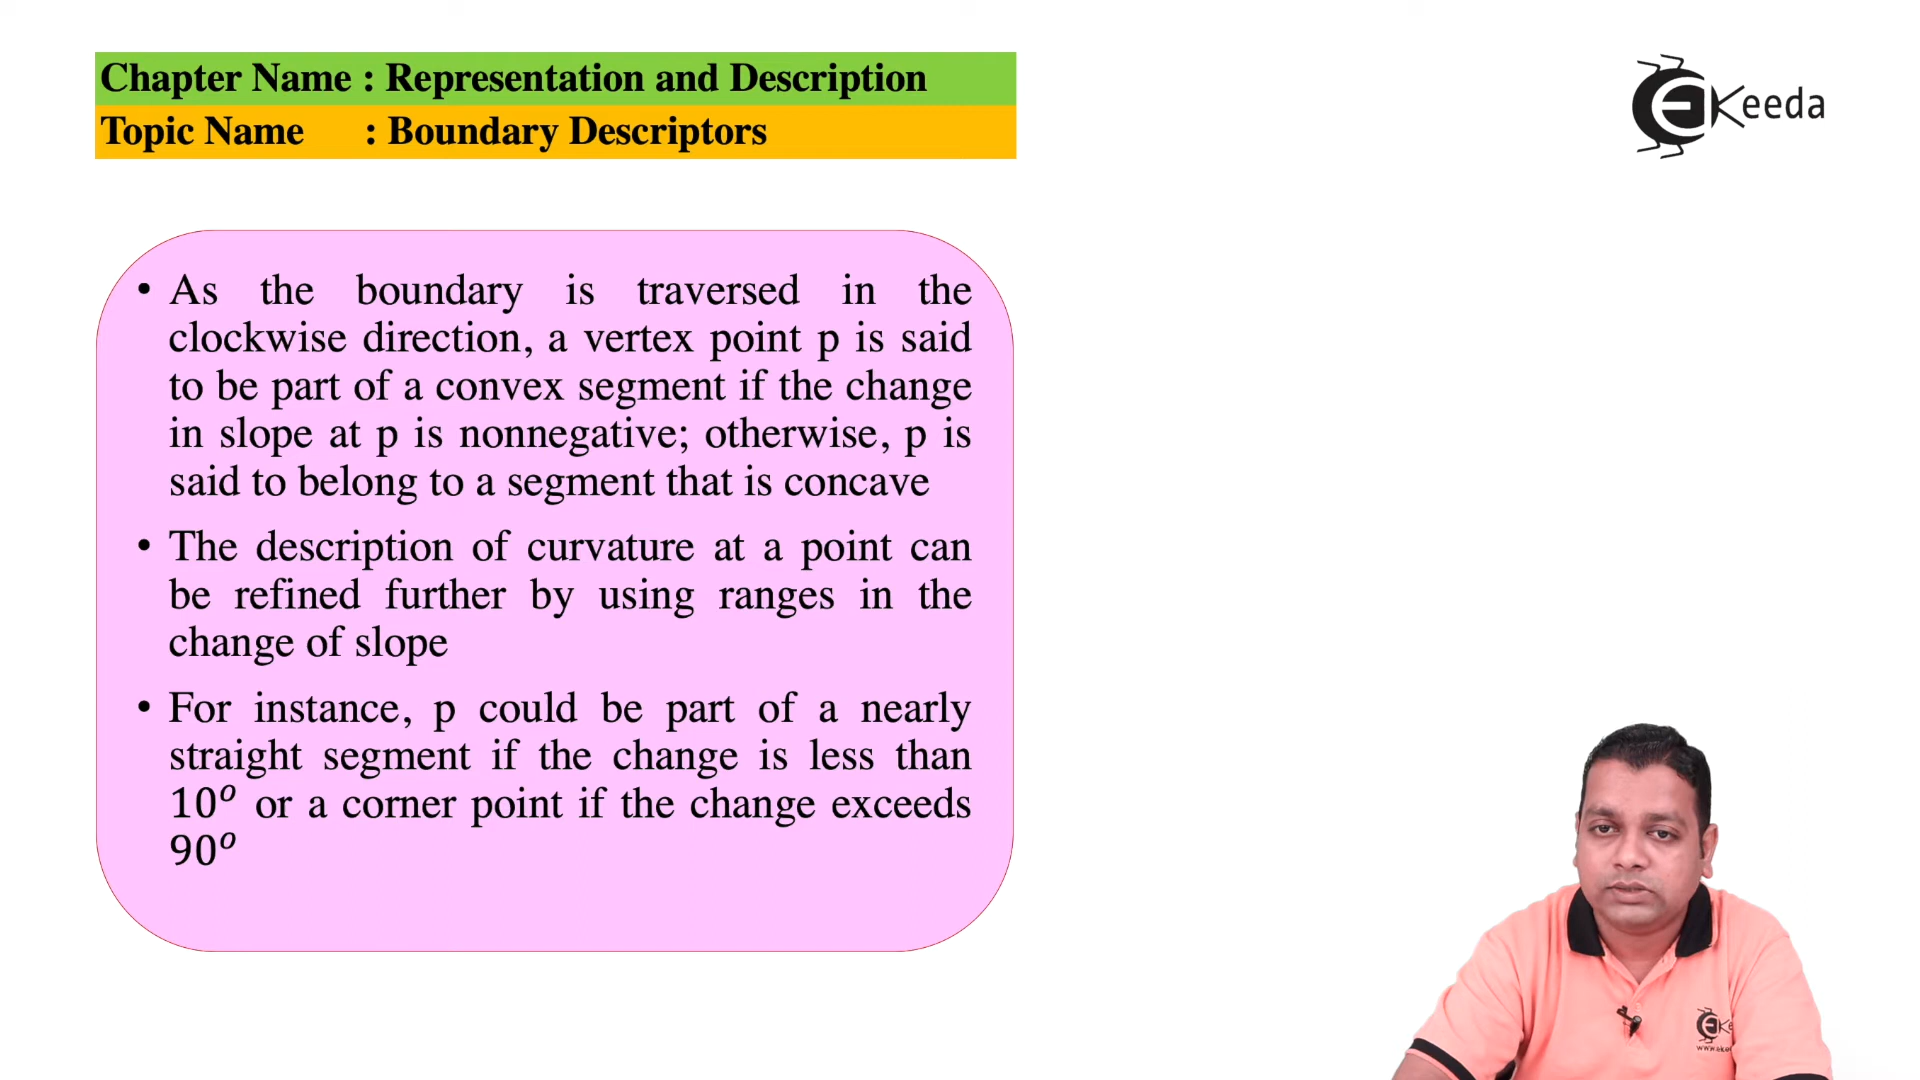 Chapter Name : Representation and Description
Topic Name : Boundary Descriptors
EKeeda
• As the boundary is traversed in the
clockwise direction, a vertex point p is said
to be part of a convex segment if the change
in slope at p is nonnegative; otherwise, p is
said to belong to a segment that is concave
• The description of curvature at a point can
be refined further by using ranges in the
change of slope
• For instance, p could be part of a nearly
straight segment if the change is less than
10° or a corner point if the change exceeds
90°